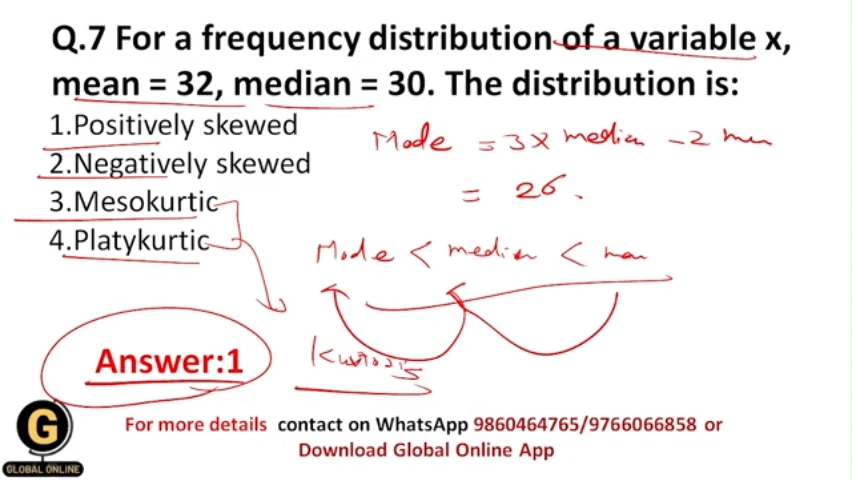 Q.7 For a frequency distribution of a variable x,
mean = 32, median = 30. The distribution is:
1.Positively skewed
2.Negatively skewed
3.Mesokurtic
4.Platykurtic
Mode = 3 X median - 2 mean
= 26.
Mode < median < mean
Kurtosis
Answer:1
For more details contact on WhatsApp 9860464765/9766066858 or
Download Global Online App
G
GLOBAL ONLINE